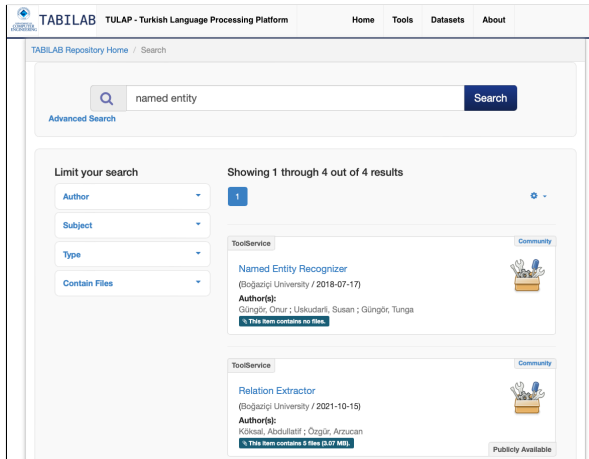 TABILAB TULAP - Turkish Language Processing Platform Home Tools Datasets About
TABILAB Repository Home / Search
named entity Search
Advanced Search
Limit your search
Author
Subject
Type
Contain Files
Showing 1 through 4 out of 4 results
1
ToolService Community
Named Entity Recognizer
(Boğaziçi University / 2018-07-17)
Author(s):
Güngör, Onur ; Uskudarli, Susan ; Güngör, Tunga
This item contains no files.
ToolService Community
Relation Extractor
(Boğaziçi University / 2021-10-15)
Author(s):
Köksal, Abdullatif ; Özgür, Arzucan
This item contains 5 files (3.07 MB).
Publicly Available